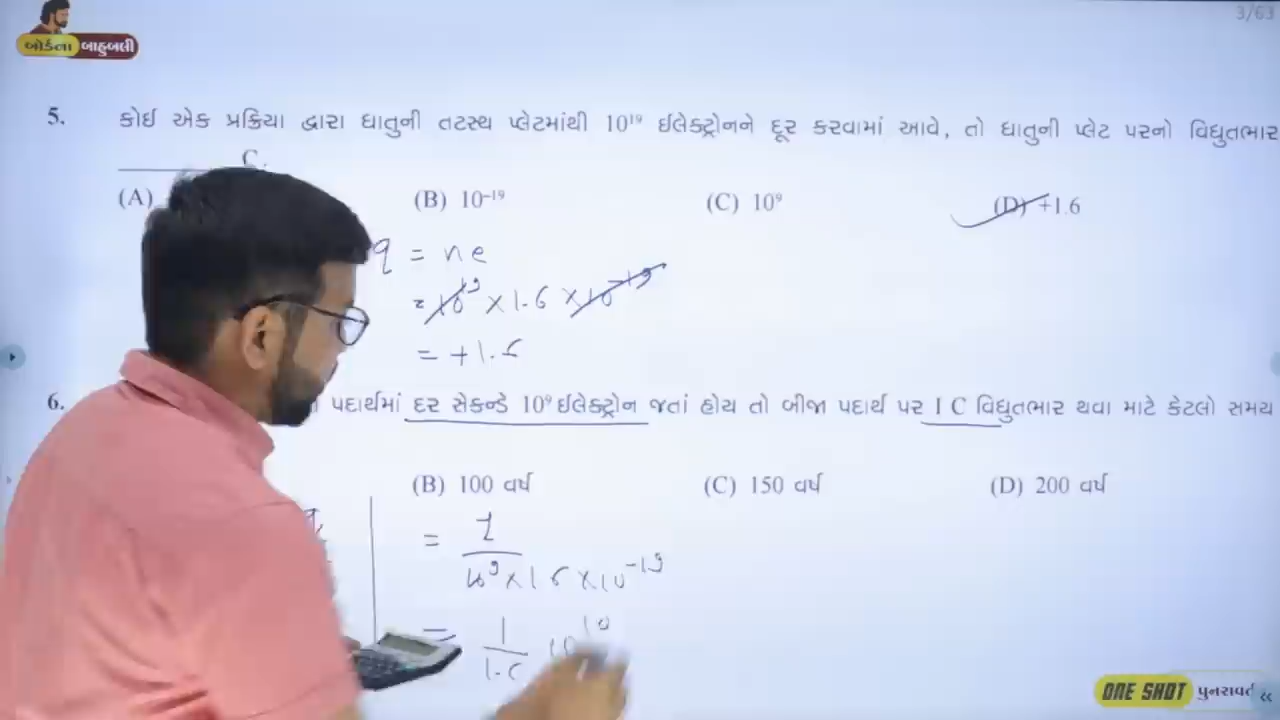 3/63
બોર્ડના બાહુબલી
5. કોઈ એક પ્રક્રિયા દ્વારા ધાતુની તટસ્થ પ્લેટમાંથી 10¹⁹ ઈલેક્ટ્રોનને દૂર કરવામાં આવે, તો ધાતુની પ્લેટ પરનો વિદ્યુતભાર
C.
(A) (B) 10⁻¹⁹ (C) 10⁹ (D) +1.6
q = ne
= 10¹⁹ × 1.6 × 10⁻¹⁹
= +1.6
6. પદાર્થમાં દર સેકન્ડે 10⁹ ઈલેક્ટ્રોન જતાં હોય તો બીજા પદાર્થ પર 1 C વિદ્યુતભાર થવા માટે કેટલો સમય
(B) 100 વર્ષ (C) 150 વર્ષ (D) 200 વર્ષ
= 1
10⁹ × 1.6 × 10⁻¹⁹
= 1 10¹⁰
1.6
ONE SHOT પુનરાવર્ત